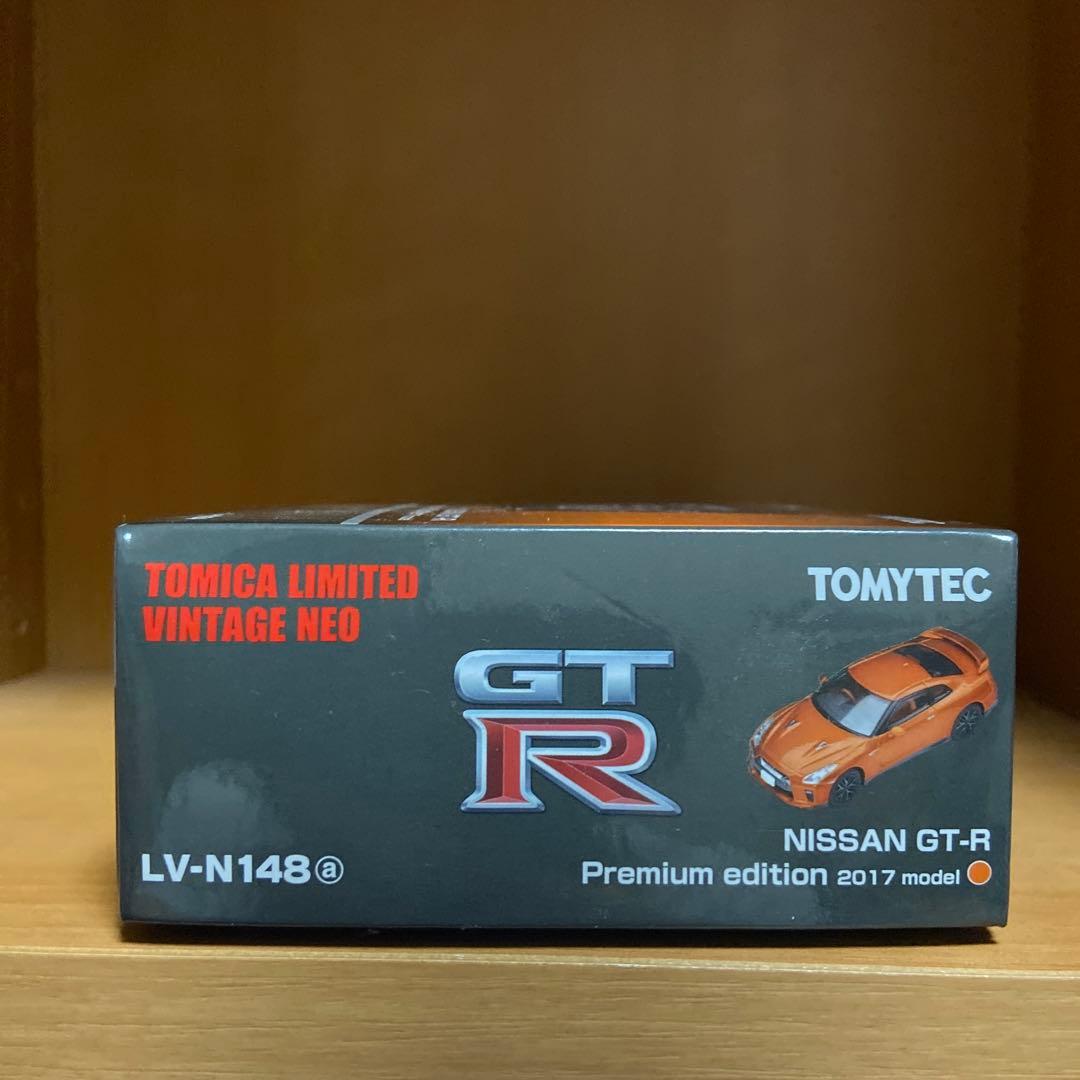 TOMICA LIMITED
VINTAGE NEO
TOMYTEC
GT
R
LV-N148ⓐ
NISSAN GT-R
Premium edition 2017 model